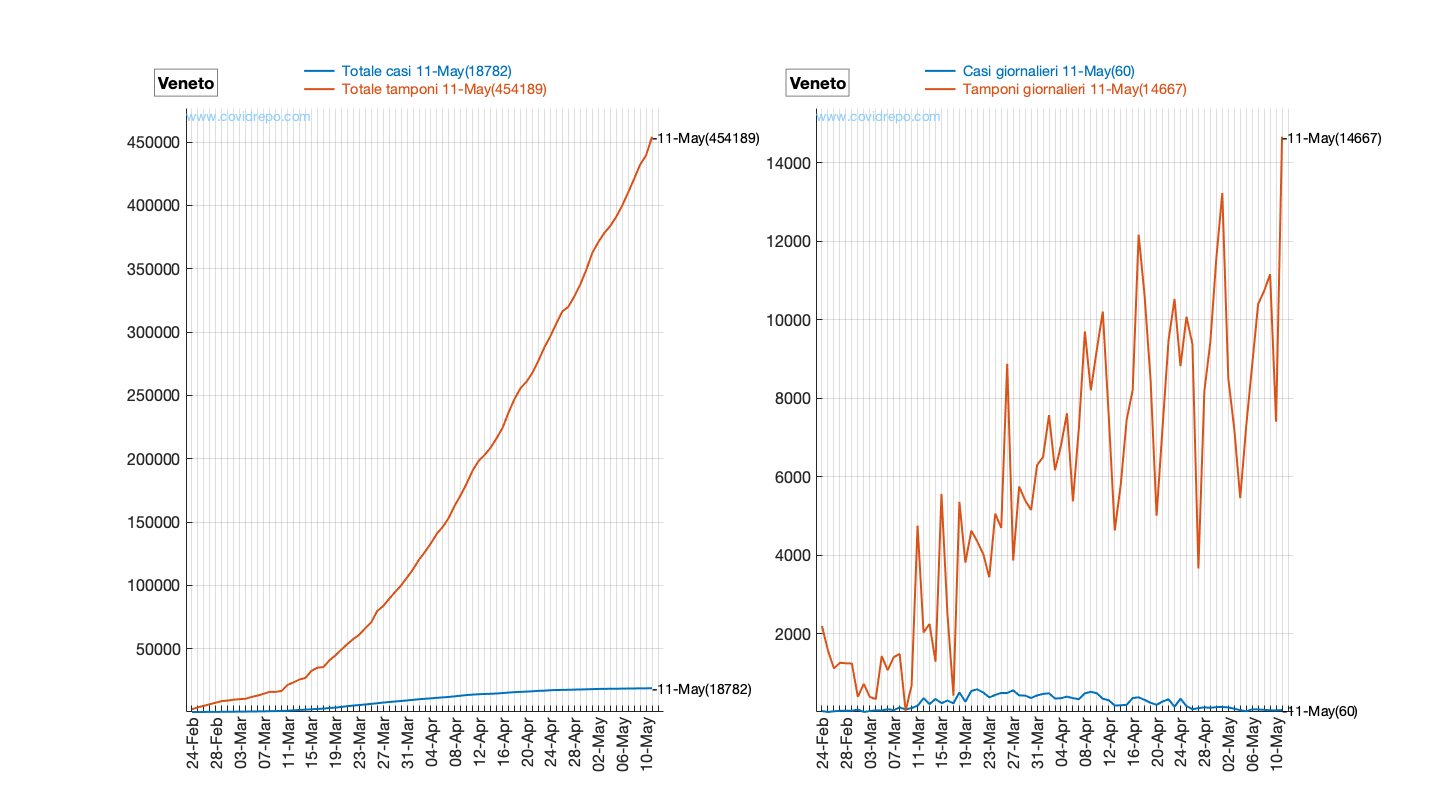 Veneto
Totale casi 11-May(18782)
Totale tamponi 11-May(454189)
www.covidrepo.com
450000
400000
350000
300000
250000
200000
150000
100000
50000
11-May(454189)
11-May(18782)
24-Feb
28-Feb
03-Mar
07-Mar
11-Mar
15-Mar
19-Mar
23-Mar
27-Mar
31-Mar
04-Apr
08-Apr
12-Apr
16-Apr
20-Apr
24-Apr
28-Apr
02-May
06-May
10-May
Veneto
Casi giornalieri 11-May(60)
Tamponi giornalieri 11-May(14667)
www.covidrepo.com
14000
12000
10000
8000
6000
4000
2000
11-May(14667)
11-May(60)
24-Feb
28-Feb
03-Mar
07-Mar
11-Mar
15-Mar
19-Mar
23-Mar
27-Mar
31-Mar
04-Apr
08-Apr
12-Apr
16-Apr
20-Apr
24-Apr
28-Apr
02-May
06-May
10-May